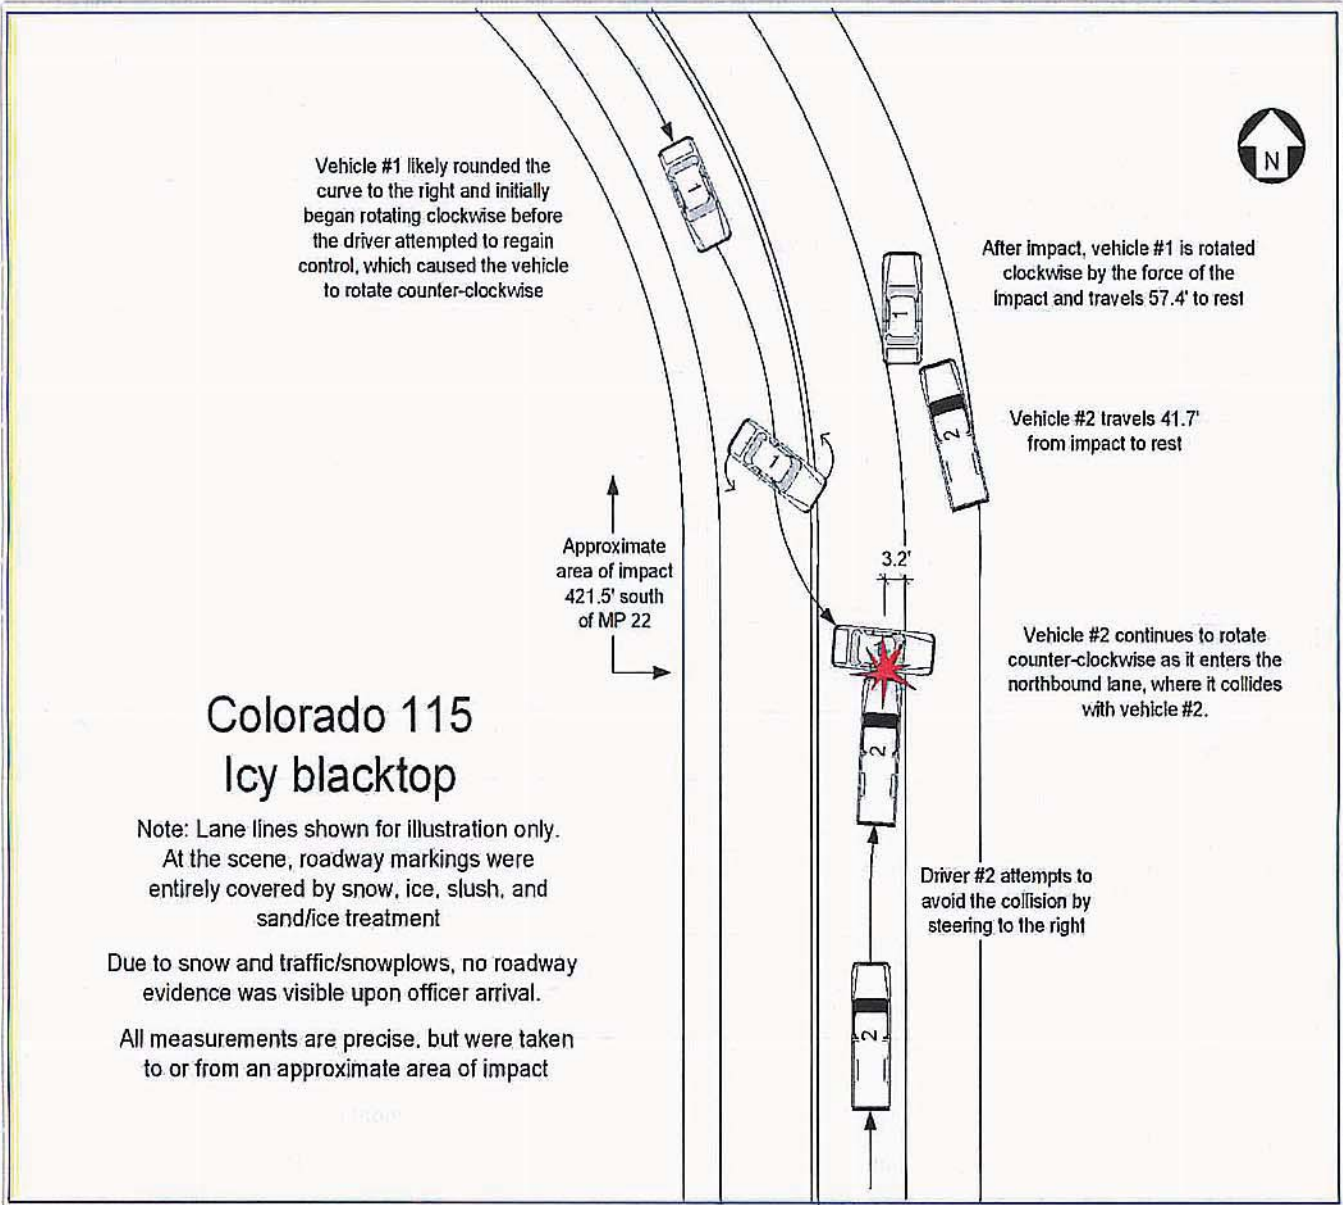 Vehicle #1 likely rounded the
curve to the right and initially
began rotating clockwise before
the driver attempted to regain
control, which caused the vehicle
to rotate counter-clockwise
N
1
After impact, vehicle #1 is rotated
clockwise by the force of the
impact and travels 57.4' to rest
1
Vehicle #2 travels 41.7'
from impact to rest
2
1
Approximate
area of impact
421.5' south
of MP 22
3.2'
Vehicle #2 continues to rotate
counter-clockwise as it enters the
northbound lane, where it collides
with vehicle #2.
2
Colorado 115
Icy blacktop
Note: Lane lines shown for illustration only.
At the scene, roadway markings were
entirely covered by snow, ice, slush, and
sand/ice treatment
Due to snow and traffic/snowplows, no roadway
evidence was visible upon officer arrival.
All measurements are precise, but were taken
to or from an approximate area of impact
Driver #2 attempts to
avoid the collision by
steering to the right
2